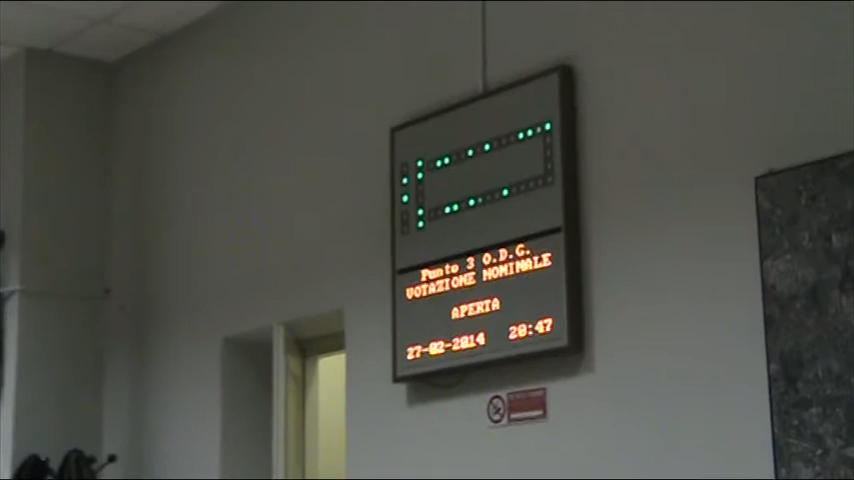 Punto 3 O.D.G.
VOTAZIONE NOMINALE
APERTA
27-02-2014 20:47